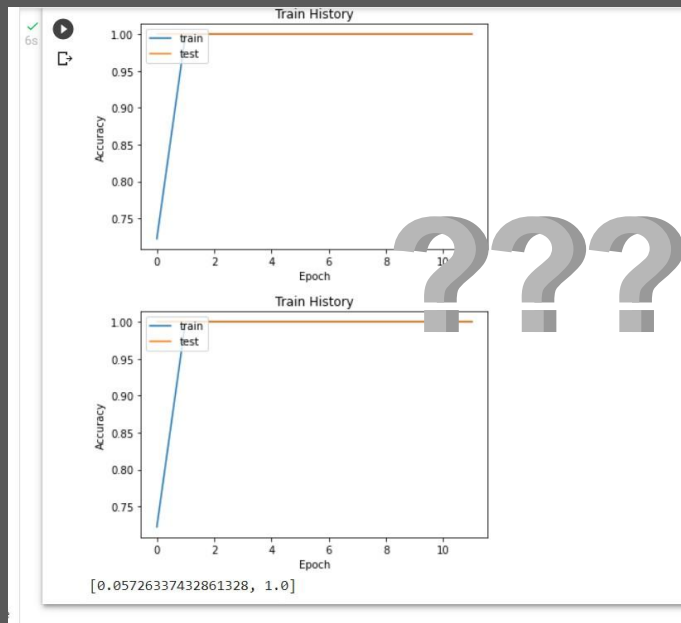 6s
Train History
1.00
train
test
0.95
0.90
Accuracy
0.85
0.80
0.75
0 2 4 6 8 10
Epoch
???
Train History
1.00
train
test
0.95
0.90
Accuracy
0.85
0.80
0.75
0 2 4 6 8 10
Epoch
[0.05726337432861328, 1.0]